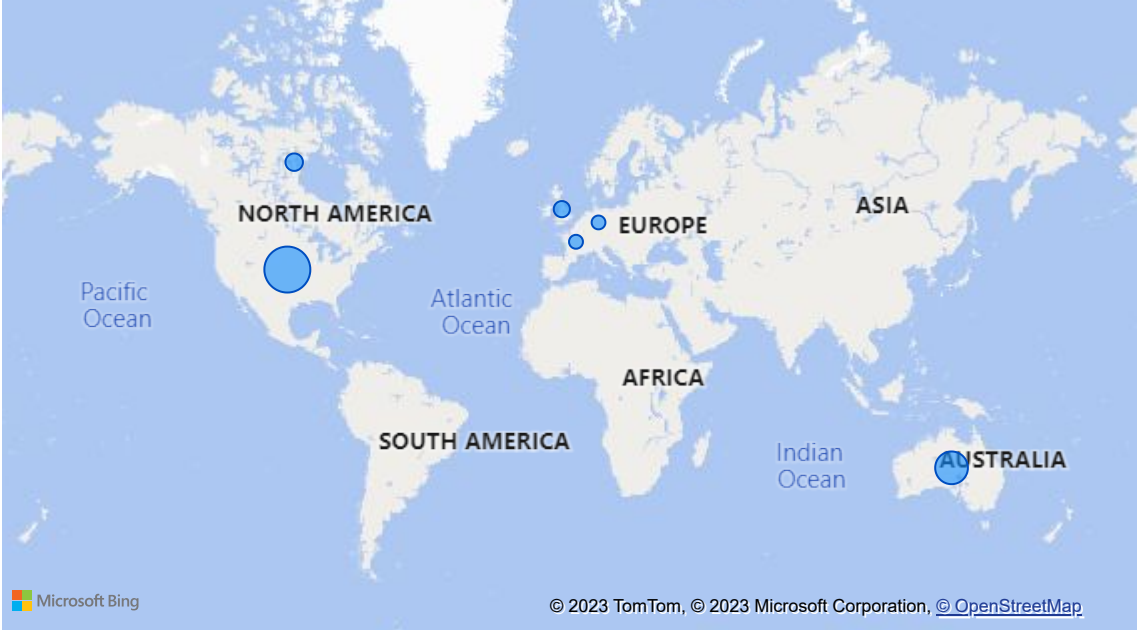 ASIA
NORTH AMERICA
EUROPE
Pacific
Ocean
Atlantic
Ocean
AFRICA
SOUTH AMERICA
Indian
Ocean
AUSTRALIA
Microsoft Bing
© 2023 TomTom, © 2023 Microsoft Corporation, © OpenStreetMap